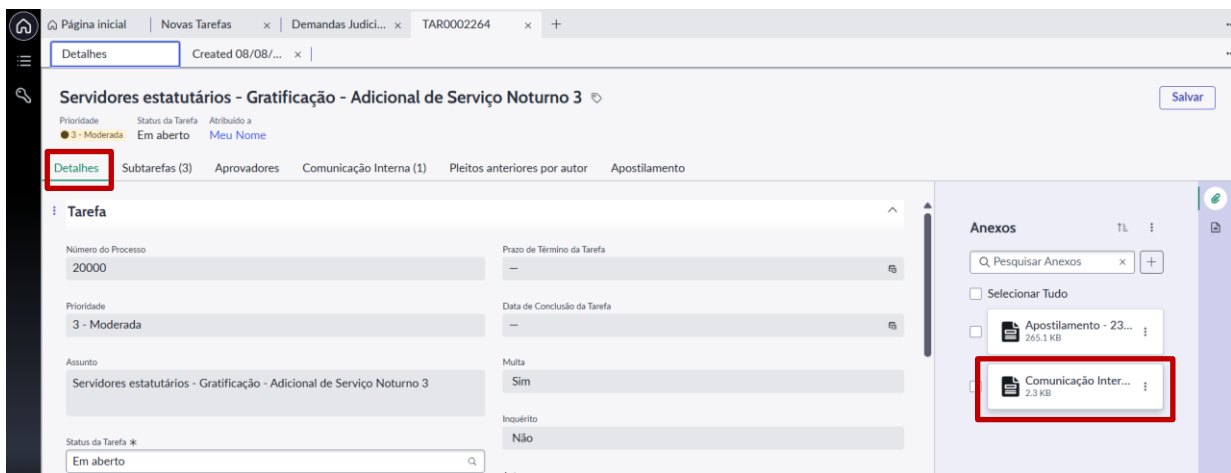 Página inicial
Novas Tarefas
Demandas Judici...
TAR0002264
Detalhes
Created 08/08/...
Servidores estatutários - Gratificação - Adicional de Serviço Noturno 3
Salvar
Prioridade Status da Tarefa Atribuido a
3 - Moderada Em aberto Meu Nome
Detalhes Subtarefas (3) Aprovadores Comunicação Interna (1) Pleitos anteriores por autor Apostilamento
Tarefa
Número do Processo
20000
Prioridade
3 - Moderada
Assunto
Servidores estatutários - Gratificação - Adicional de Serviço Noturno 3
Status da Tarefa *
Em aberto
Prazo de Término da Tarefa
—
Data de Conclusão da Tarefa
—
Multa
Sim
Inquérito
Não
Anexos
Pesquisar Anexos
Selecionar Tudo
Apostilamento - 23...
265.1 KB
Comunicação Inter...
2.3 KB